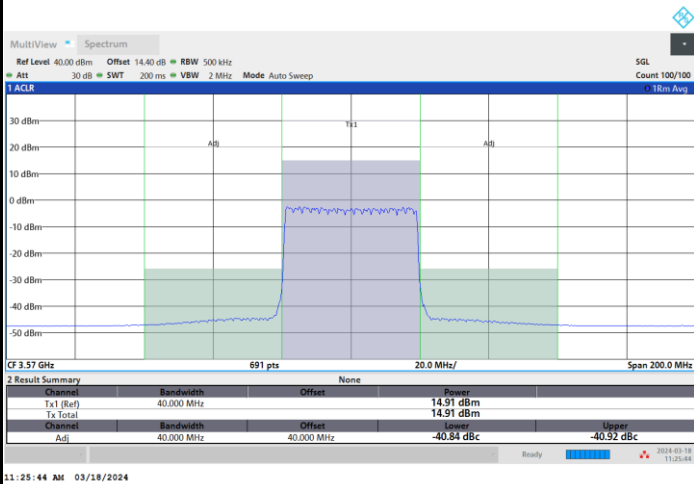 MultiView Spectrum
Ref Level 40.00 dBm Offset 14.40 dB RBW 500 kHz SGL
Att 30 dB SWT 200 ms VBW 2 MHz Mode Auto Sweep Count 100/100
1 ACLR 1Rm Avg
30 dBm
Tx1
20 dBm Adj Adj
10 dBm
0 dBm
-10 dBm
-20 dBm
-30 dBm
-40 dBm
-50 dBm
CF 3.57 GHz 691 pts 20.0 MHz/ Span 200.0 MHz
2 Result Summary None
Channel Bandwidth Offset Power
Tx1 (Ref) 40.000 MHz 14.91 dBm
Tx Total 14.91 dBm
Channel Bandwidth Offset Lower Upper
Adj 40.000 MHz 40.000 MHz -40.84 dBc -40.92 dBc
Ready 2024-03-18
11:25:44
11:25:44 AM 03/18/2024